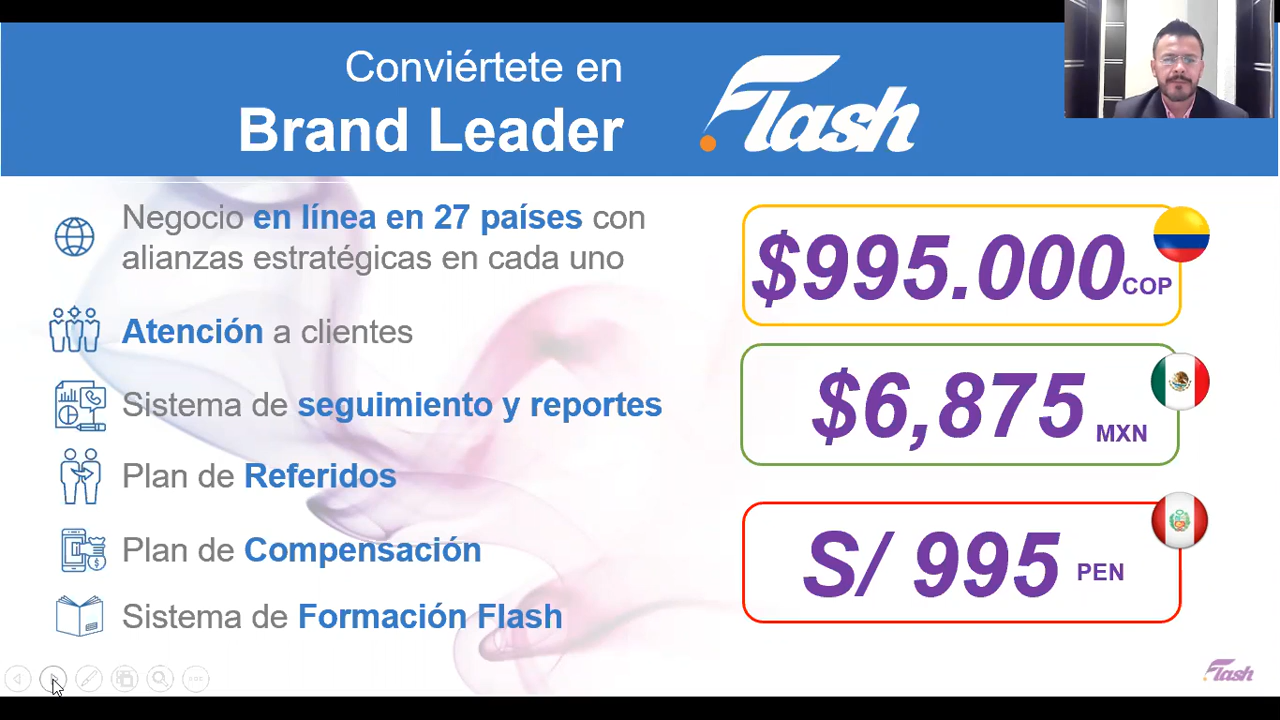 Conviértete en
Brand Leader
Flash
Negocio en línea en 27 países con
alianzas estratégicas en cada uno
Atención a clientes
Sistema de seguimiento y reportes
Plan de Referidos
Plan de Compensación
Sistema de Formación Flash
$995.000 COP
$6,875 MXN
S/ 995 PEN
Flash